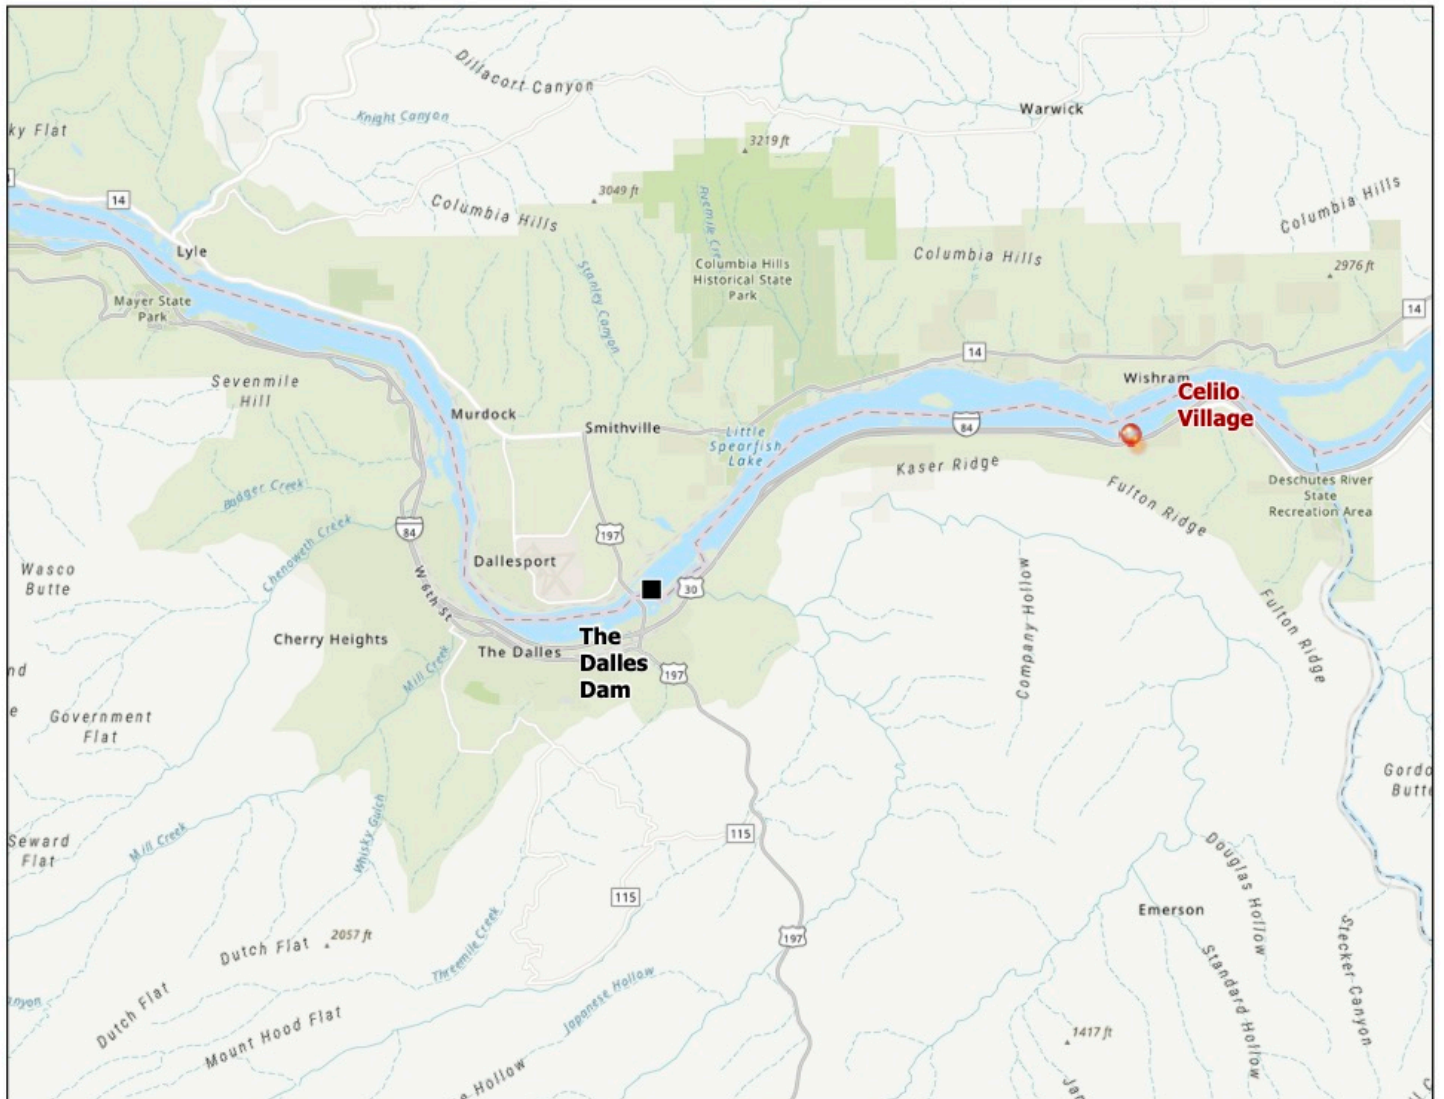 Dillacort Canyon
Knight Canyon
Warwick
3219 ft
ky Flat
3049 ft
14
Columbia Hills
Columbia Hills
Lyle
Columbia Hills
2976 ft
Columbia Hills
Historical State
Park
Stanley Canyon
Mayer State
Park
14
14
Sevenmile
Hill
Wishram
Celilo
Village
Murdock
Smithville
Little
Spearfish
Lake
84
Kaser Ridge
Fulton Ridge
Deschutes River
State
Recreation Area
Badger Creek
Chenoweth Creek
84
197
Dallesport
Wasco
Butte
W 6th St
30
Company Hollow
Fulton Ridge
Cherry Heights
The Dalles
The
Dalles
Dam
Mill Creek
197
nd
e
Government
Flat
Gordo
Butte
Seward
Flat
Mill Creek
Whisky Gulch
115
115
Douglas Hollow
Emerson
Dutch Flat
2057 ft
Threemile Creek
197
Standard Hollow
Stecker Canyon
anyon
Dutch Flat
Mount Hood Flat
Japanese Hollow
1417 ft
Hollow
Jap